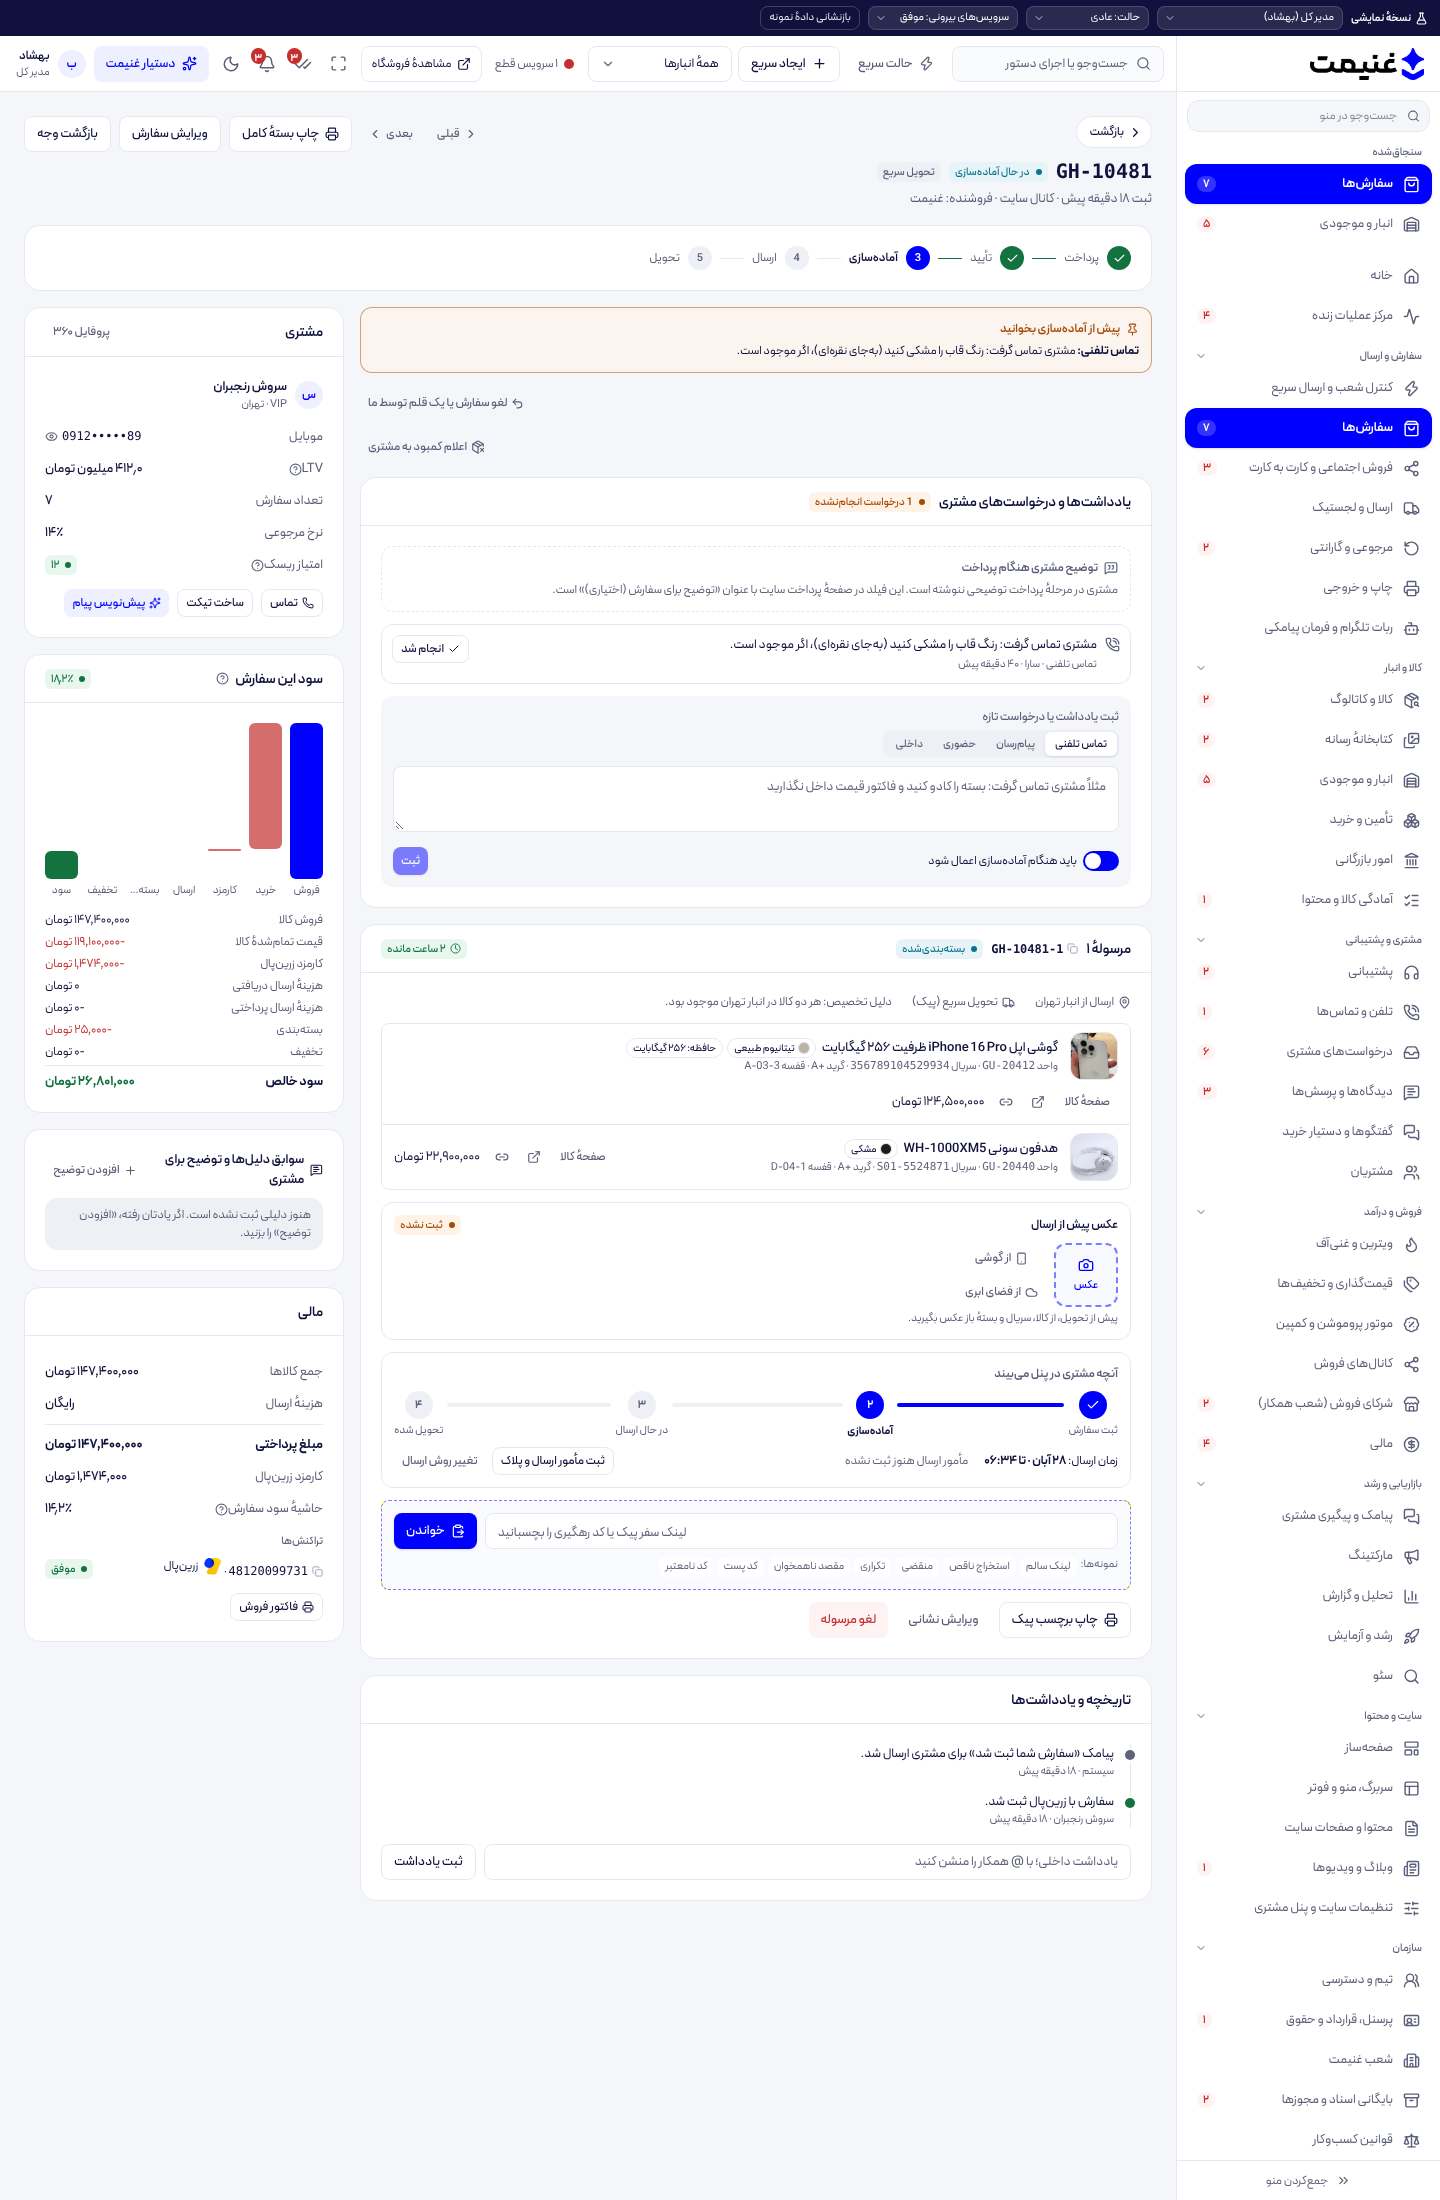 نسخهٔ نمایشی
مدیر کل (بهشاد)
حالت: عادی
سرویس‌های بیرونی: موفق
بازنشانی دادهٔ نمونه
غنیمت
جست‌وجو یا اجرای دستور
حالت سریع
ایجاد سریع
همهٔ انبارها
۱ سرویس قطع
مشاهدهٔ فروشگاه
۳
۳
دستیار غنیمت
ب
بهشاد
مدیر کل
جست‌وجو در منو
سنجاق‌شده
سفارش‌ها ۷
انبار و موجودی ۵
خانه
مرکز عملیات زنده ۴
سفارش و ارسال
کنترل شعب و ارسال سریع
سفارش‌ها ۷
فروش اجتماعی و کارت به کارت ۳
ارسال و لجستیک
مرجوعی و گارانتی ۲
چاپ و خروجی
ربات تلگرام و فرمان پیامکی
کالا و انبار
کالا و کاتالوگ ۲
کتابخانهٔ رسانه ۲
انبار و موجودی ۵
تأمین و خرید
امور بازرگانی
آمادگی کالا و محتوا ۱
مشتری و پشتیبانی
پشتیبانی ۲
تلفن و تماس‌ها ۱
درخواست‌های مشتری ۶
دیدگاه‌ها و پرسش‌ها ۳
گفتگوها و دستیار خرید
مشتریان
فروش و درآمد
ویترین و غنی‌آف
قیمت‌گذاری و تخفیف‌ها
موتور پروموشن و کمپین
کانال‌های فروش
شرکای فروش (شعب همکار) ۲
مالی ۴
بازاریابی و رشد
پیامک و پیگیری مشتری
مارکتینگ
تحلیل و گزارش
رشد و آزمایش
سئو
سایت و محتوا
صفحه‌ساز
سربرگ، منو و فوتر
محتوا و صفحات سایت
وبلاگ و ویدیوها ۱
تنظیمات سایت و پنل مشتری
سازمان
تیم و دسترسی
پرسنل، قرارداد و حقوق ۱
شعب غنیمت
بایگانی اسناد و مجوزها ۲
قوانین کسب‌وکار
جمع‌کردن منو
بازگشت
قبلی
بعدی
چاپ بستهٔ کامل
ویرایش سفارش
بازگشت وجه
GH-10481
در حال آماده‌سازی
تحویل سریع
ثبت ۱۸ دقیقه پیش · کانال سایت · فروشنده: غنیمت
پرداخت
تأیید
3 آماده‌سازی
4 ارسال
5 تحویل
پیش از آماده‌سازی بخوانید
تماس تلفنی: مشتری تماس گرفت: رنگ قاب را مشکی کنید (به‌جای نقره‌ای)، اگر موجود است.
لغو سفارش یا یک قلم توسط ما
اعلام کمبود به مشتری
یادداشت‌ها و درخواست‌های مشتری
1 درخواست انجام‌نشده
توضیح مشتری هنگام پرداخت
مشتری در مرحلهٔ پرداخت توضیحی ننوشته است. این فیلد در صفحهٔ پرداخت سایت با عنوان «توضیح برای سفارش (اختیاری)» است.
مشتری تماس گرفت: رنگ قاب را مشکی کنید (به‌جای نقره‌ای)، اگر موجود است.
تماس تلفنی · سارا · ۴۰ دقیقه پیش
انجام شد
ثبت یادداشت یا درخواست تازه
تماس تلفنی
پیام‌رسان
حضوری
داخلی
مثلاً مشتری تماس گرفت: بسته را کادو کنید و فاکتور قیمت داخل نگذارید
باید هنگام آماده‌سازی اعمال شود
ثبت
مرسولهٔ ۱
GH-10481-1
بسته‌بندی‌شده
۲ ساعت مانده
ارسال از انبار تهران
تحویل سریع (پیک)
دلیل تخصیص: هر دو کالا در انبار تهران موجود بود.
گوشی اپل iPhone 16 Pro ظرفیت ۲۵۶ گیگابایت
تیتانیوم طبیعی
حافظه: ۲۵۶ گیگابایت
واحد GU-20412 · سریال 356789104529934 · گرید +A · قفسه A-03-3
صفحهٔ کالا
۱۲۴,۵۰۰,۰۰۰ تومان
هدفون سونی WH-1000XM5
مشکی
واحد GU-20440 · سریال S01-5524871 · گرید +A · قفسه D-04-1
صفحهٔ کالا
۲۲,۹۰۰,۰۰۰ تومان
عکس پیش از ارسال
ثبت نشده
عکس
از گوشی
از فضای ابری
پیش از تحویل، از کالا، سریال و بستهٔ باز عکس بگیرید.
آنچه مشتری در پنل می‌بیند
ثبت سفارش
۲ آماده‌سازی
۳ در حال ارسال
۴ تحویل شده
زمان ارسال: ۲۸ آبان · تا ۰۶:۳۴
مأمور ارسال هنوز ثبت نشده
ثبت مأمور ارسال و پلاک
تغییر روش ارسال
لینک سفر پیک یا کد رهگیری را بچسبانید
خواندن
نمونه‌ها:
لینک سالم
استخراج ناقص
منقضی
تکراری
مقصد ناهمخوان
کد پست
کد نامعتبر
چاپ برچسب پیک
ویرایش نشانی
لغو مرسوله
تاریخچه و یادداشت‌ها
پیامک «سفارش شما ثبت شد» برای مشتری ارسال شد.
سیستم · ۱۸ دقیقه پیش
سفارش با زرین‌پال ثبت شد.
سروش رنجبران · ۱۸ دقیقه پیش
یادداشت داخلی؛ با @ همکار را منشن کنید
ثبت یادداشت
مشتری
پروفایل ۳۶۰
س
سروش رنجبران
VIP · تهران
موبایل 0912•••••89
LTV ۴۱۲٫۰ میلیون تومان
تعداد سفارش ۷
نرخ مرجوعی ۱۴٪
امتیاز ریسک ۱۲
تماس
ساخت تیکت
پیش‌نویس پیام
سود این سفارش
۱۸٫۲٪
فروش
خرید
کارمزد
ارسال
بسته...
تخفیف
سود
فروش کالا ۱۴۷,۴۰۰,۰۰۰ تومان
قیمت تمام‌شدهٔ کالا -۱۱۹,۱۰۰,۰۰۰ تومان
کارمزد زرین‌پال -۱,۴۷۴,۰۰۰ تومان
هزینهٔ ارسال دریافتی ۰ تومان
هزینهٔ ارسال پرداختی -۰ تومان
بسته‌بندی -۲۵,۰۰۰ تومان
تخفیف -۰ تومان
سود خالص ۲۶,۸۰۱,۰۰۰ تومان
سوابق دلیل‌ها و توضیح برای مشتری
افزودن توضیح
هنوز دلیلی ثبت نشده است. اگر یادتان رفته، «افزودن
توضیح» را بزنید.
مالی
جمع کالاها ۱۴۷,۴۰۰,۰۰۰ تومان
هزینهٔ ارسال رایگان
مبلغ پرداختی ۱۴۷,۴۰۰,۰۰۰ تومان
کارمزد زرین‌پال ۱,۴۷۴,۰۰۰ تومان
حاشیهٔ سود سفارش ۱۴٫۲٪
تراکنش‌ها
48120099731 ·
زرین‌پال
موفق
فاکتور فروش